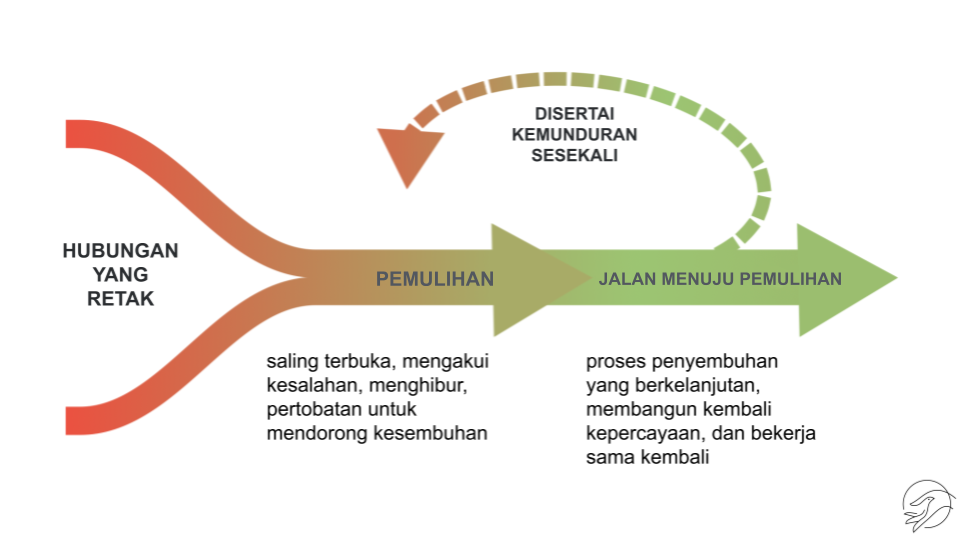 DISERTAI
KEMUNDURAN
SESEKALI
HUBUNGAN
YANG
RETAK
PEMULIHAN
JALAN MENUJU PEMULIHAN
saling terbuka, mengakui
kesalahan, menghibur,
pertobatan untuk
mendorong kesembuhan
proses penyembuhan
yang berkelanjutan,
membangun kembali
kepercayaan, dan bekerja
sama kembali